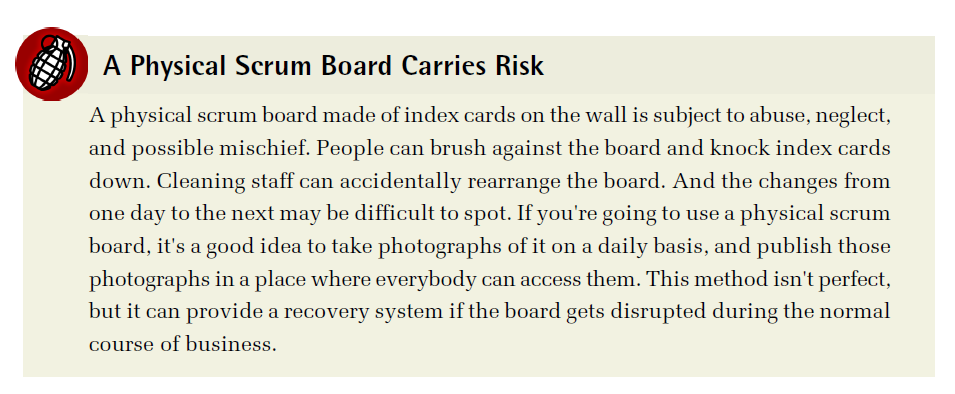 A Physical Scrum Board Carries Risk
A physical scrum board made of index cards on the wall is subject to abuse, neglect,
and possible mischief. People can brush against the board and knock index cards
down. Cleaning staff can accidentally rearrange the board. And the changes from
one day to the next may be difficult to spot. If you're going to use a physical scrum
board, it's a good idea to take photographs of it on a daily basis, and publish those
photographs in a place where everybody can access them. This method isn't perfect,
but it can provide a recovery system if the board gets disrupted during the normal
course of business.